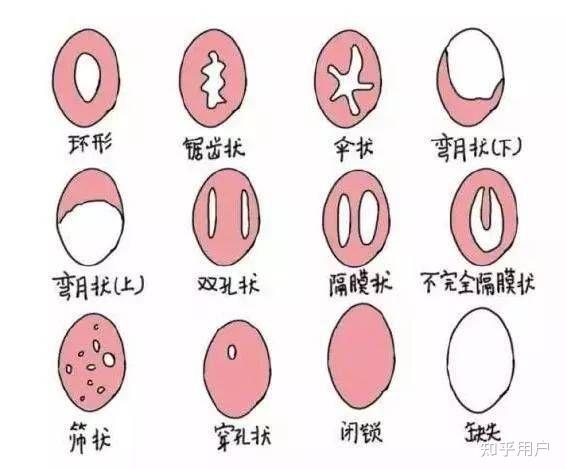 环形
锯齿状
伞状
弯月状(下)
弯月状(上)
双孔状
隔膜状
不完全隔膜状
筛状
穿孔状
闭锁
缺失
知乎用户